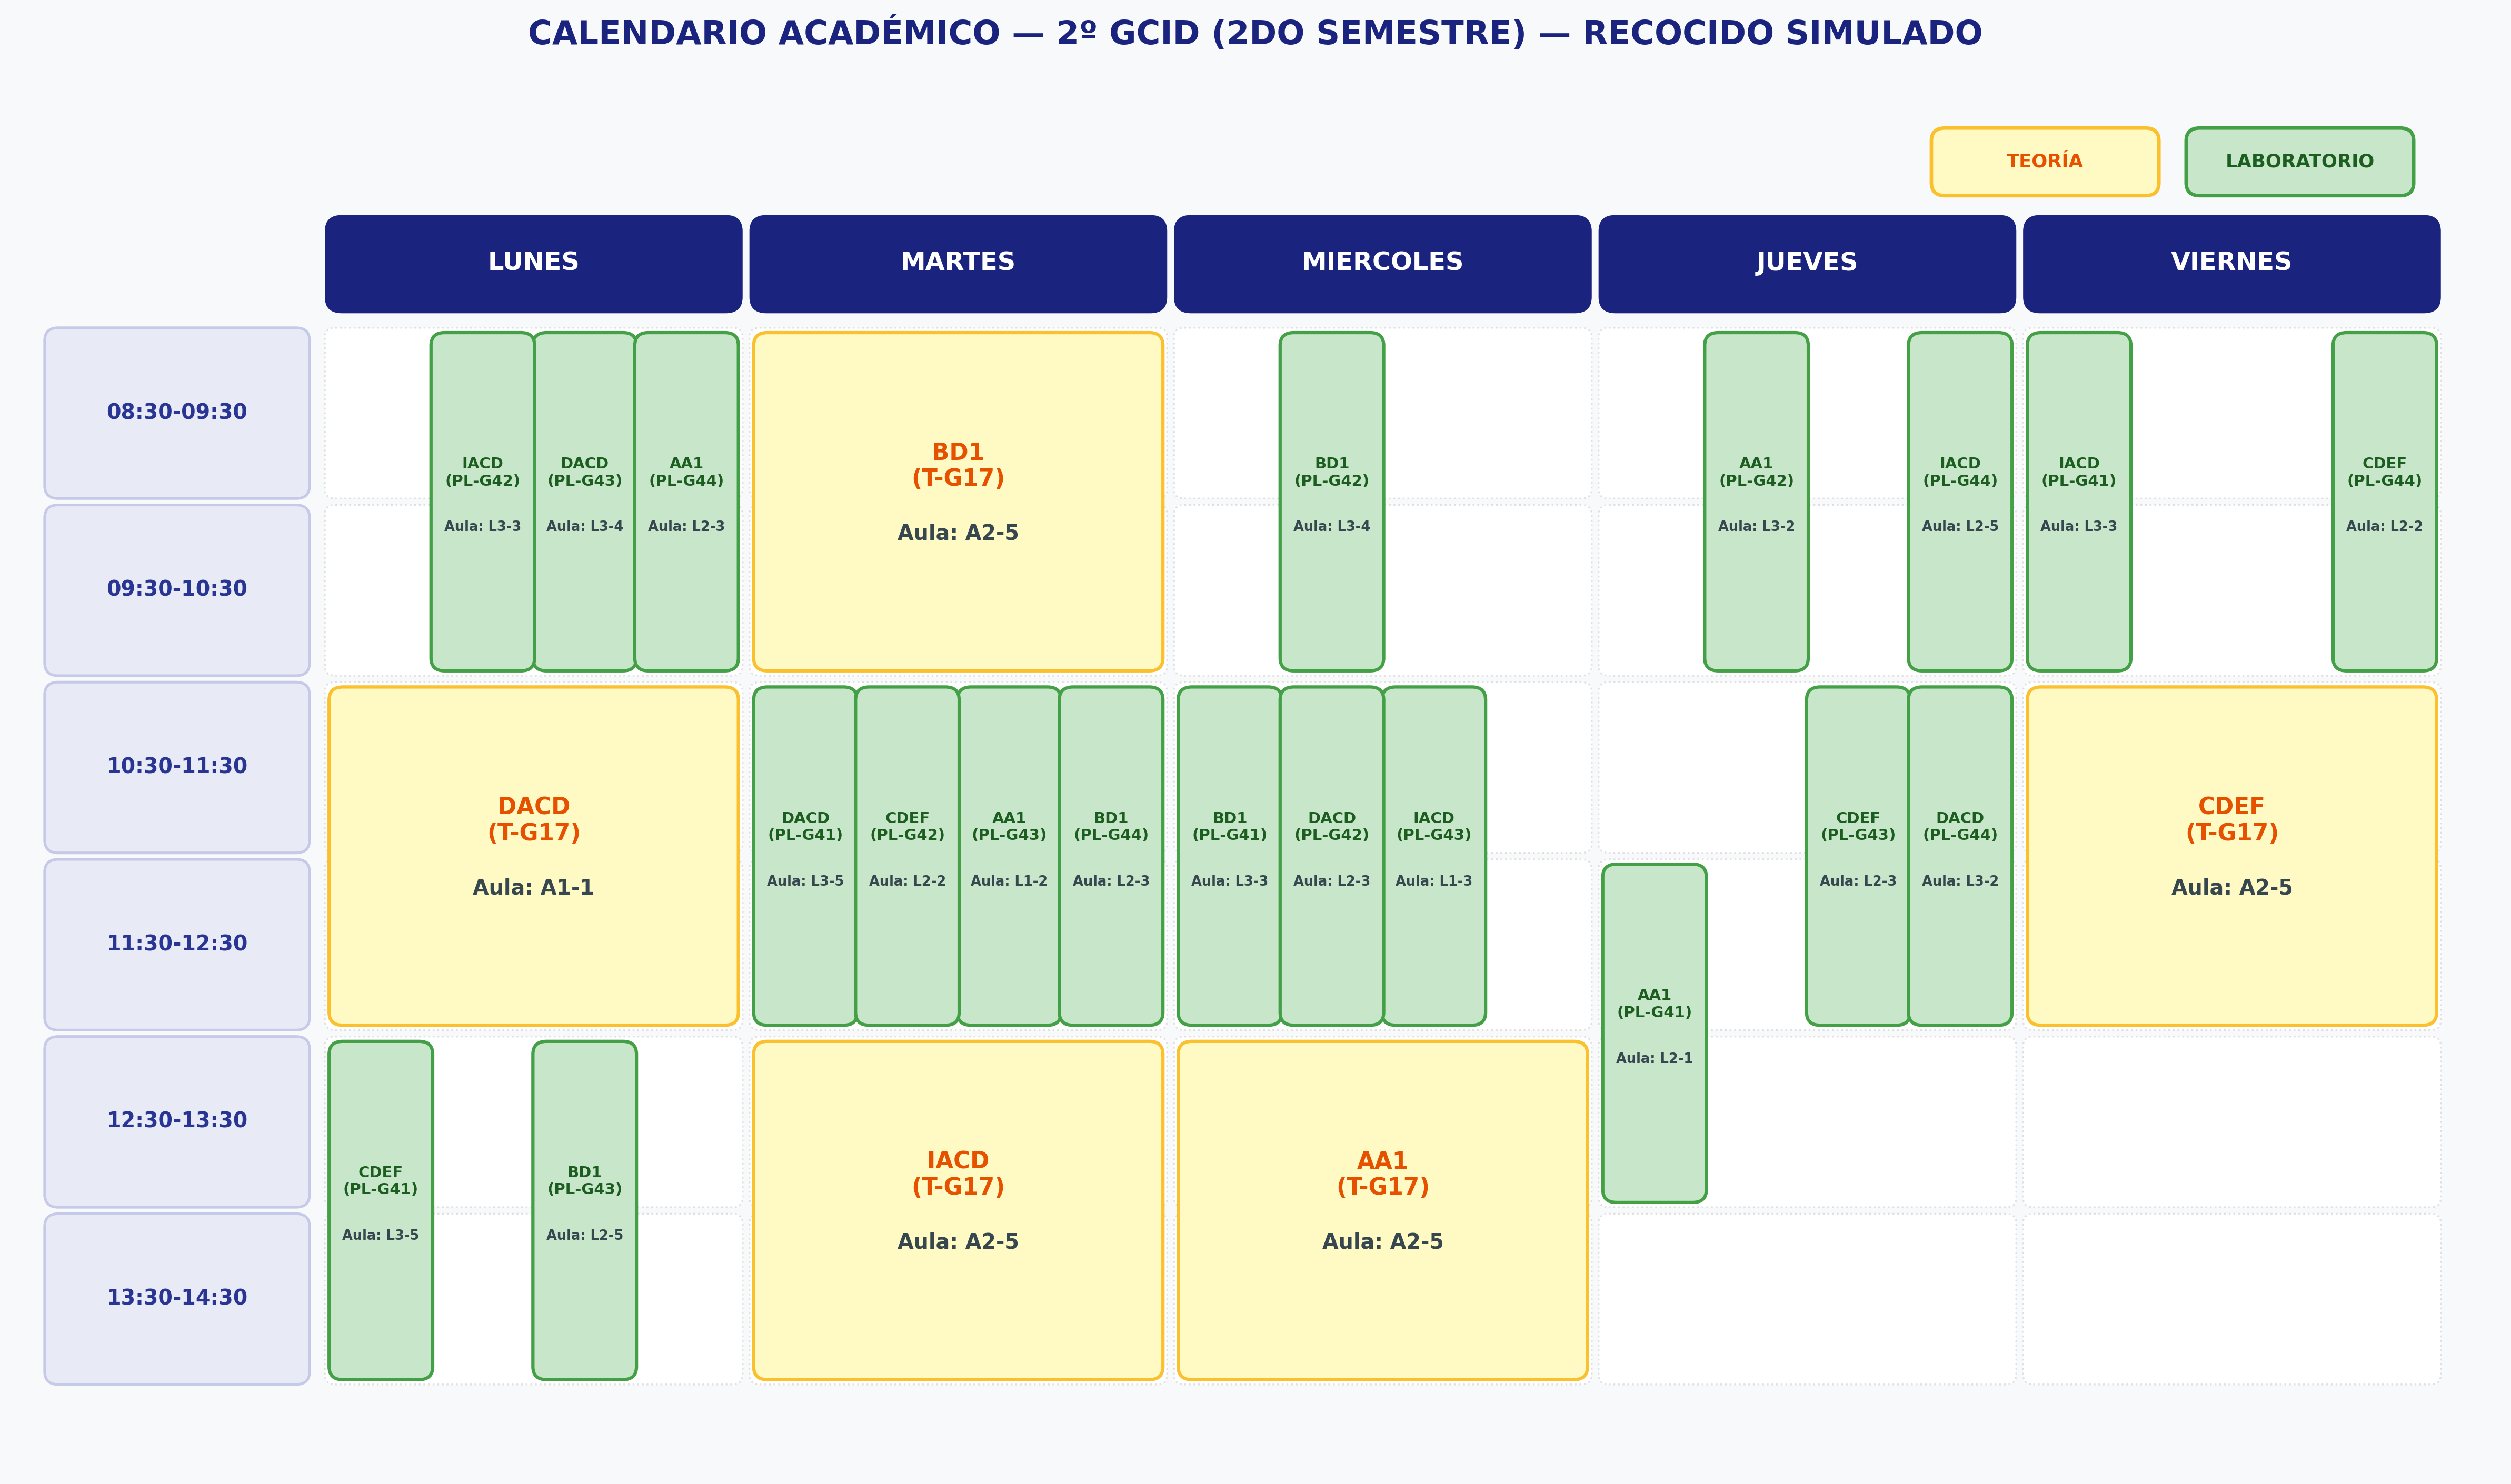 CALENDARIO ACADÉMICO — 2º GCID (2DO SEMESTRE) — RECOCIDO SIMULADO
TEORÍA
LABORATORIO
LUNES
MARTES
MIERCOLES
JUEVES
VIERNES
08:30-09:30
09:30-10:30
10:30-11:30
11:30-12:30
12:30-13:30
13:30-14:30
IACD
(PL-G42)
Aula: L3-3
DACD
(PL-G43)
Aula: L3-4
AA1
(PL-G44)
Aula: L2-3
DACD
(T-G17)
Aula: A1-1
CDEF
(PL-G41)
Aula: L3-5
BD1
(PL-G43)
Aula: L2-5
BD1
(T-G17)
Aula: A2-5
DACD
(PL-G41)
Aula: L3-5
CDEF
(PL-G42)
Aula: L2-2
AA1
(PL-G43)
Aula: L1-2
BD1
(PL-G44)
Aula: L2-3
IACD
(T-G17)
Aula: A2-5
BD1
(PL-G42)
Aula: L3-4
BD1
(PL-G41)
Aula: L3-3
DACD
(PL-G42)
Aula: L2-3
IACD
(PL-G43)
Aula: L1-3
AA1
(T-G17)
Aula: A2-5
AA1
(PL-G42)
Aula: L3-2
IACD
(PL-G44)
Aula: L2-5
CDEF
(PL-G43)
Aula: L2-3
DACD
(PL-G44)
Aula: L3-2
AA1
(PL-G41)
Aula: L2-1
IACD
(PL-G41)
Aula: L3-3
CDEF
(PL-G44)
Aula: L2-2
CDEF
(T-G17)
Aula: A2-5